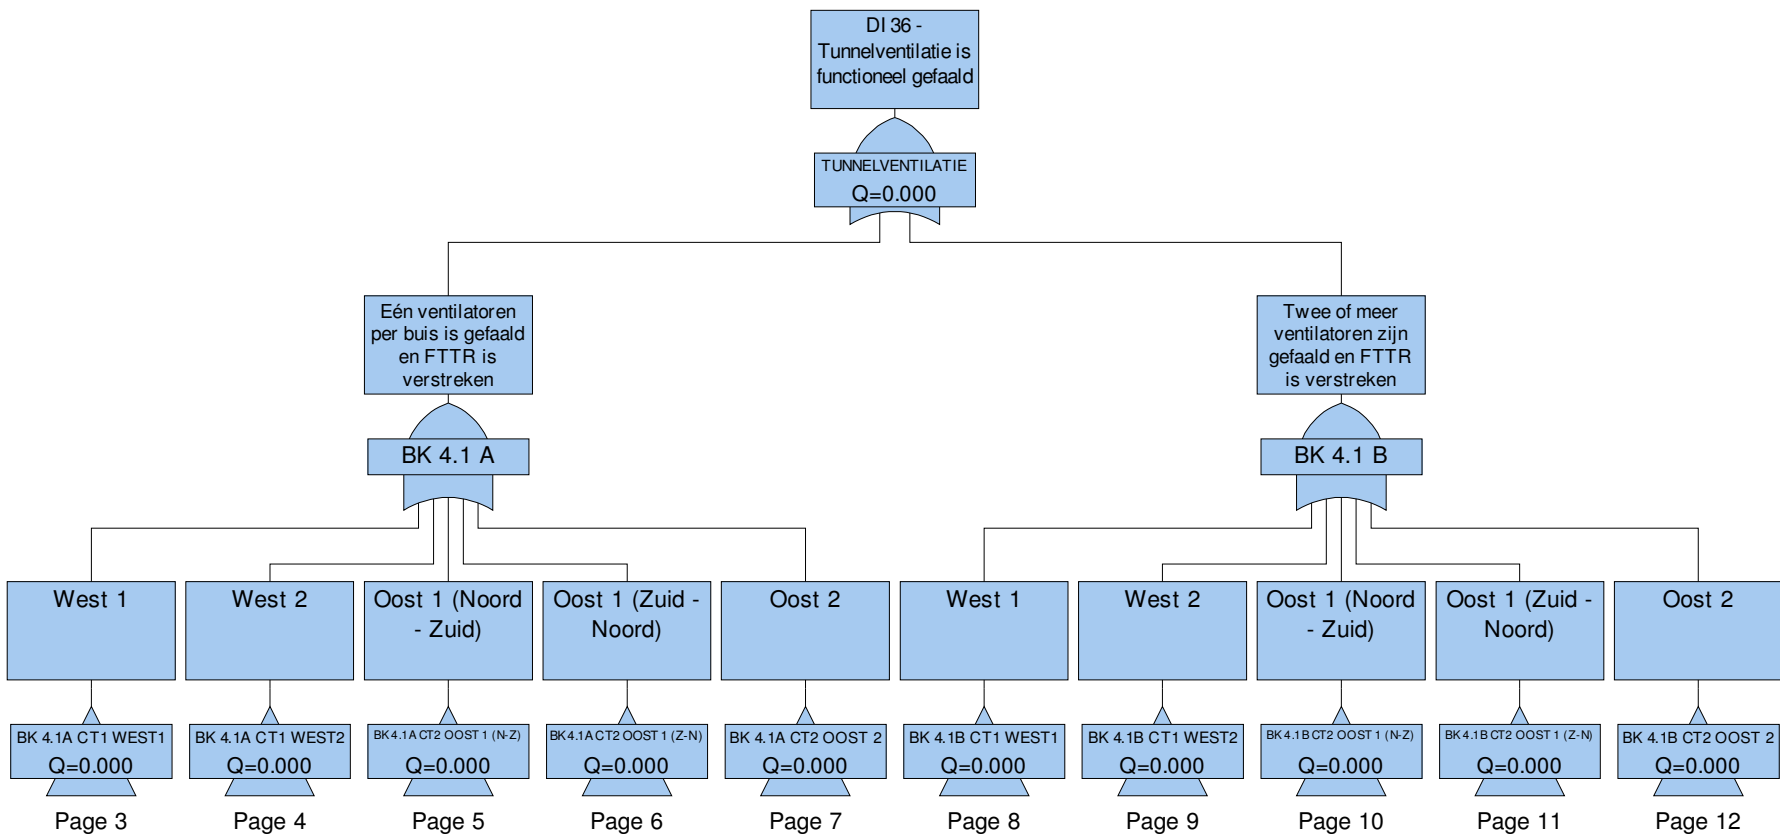 DI 36 -
Tunnelventilatie is
functioneel gefaald
TUNNELVENTILATIE
Q=0.000
Eén ventilatoren
per buis is gefaald
en FTTR is
verstreken
BK 4.1 A
Twee of meer
ventilatoren zijn
gefaald en FTTR
is verstreken
BK 4.1 B
West 1
BK 4.1A CT1 WEST1
Q=0.000
Page 3
West 2
BK 4.1A CT1 WEST2
Q=0.000
Page 4
Oost 1 (Noord
- Zuid)
BK 4.1A CT2 OOST 1 (N-Z)
Q=0.000
Page 5
Oost 1 (Zuid -
Noord)
BK 4.1A CT2 OOST 1 (Z-N)
Q=0.000
Page 6
Oost 2
BK 4.1A CT2 OOST 2
Q=0.000
Page 7
West 1
BK 4.1B CT1 WEST1
Q=0.000
Page 8
West 2
BK 4.1B CT1 WEST2
Q=0.000
Page 9
Oost 1 (Noord
- Zuid)
BK 4.1B CT2 OOST 1 (N-Z)
Q=0.000
Page 10
Oost 1 (Zuid -
Noord)
BK 4.1B CT2 OOST 1 (Z-N)
Q=0.000
Page 11
Oost 2
BK 4.1B CT2 OOST 2
Q=0.000
Page 12